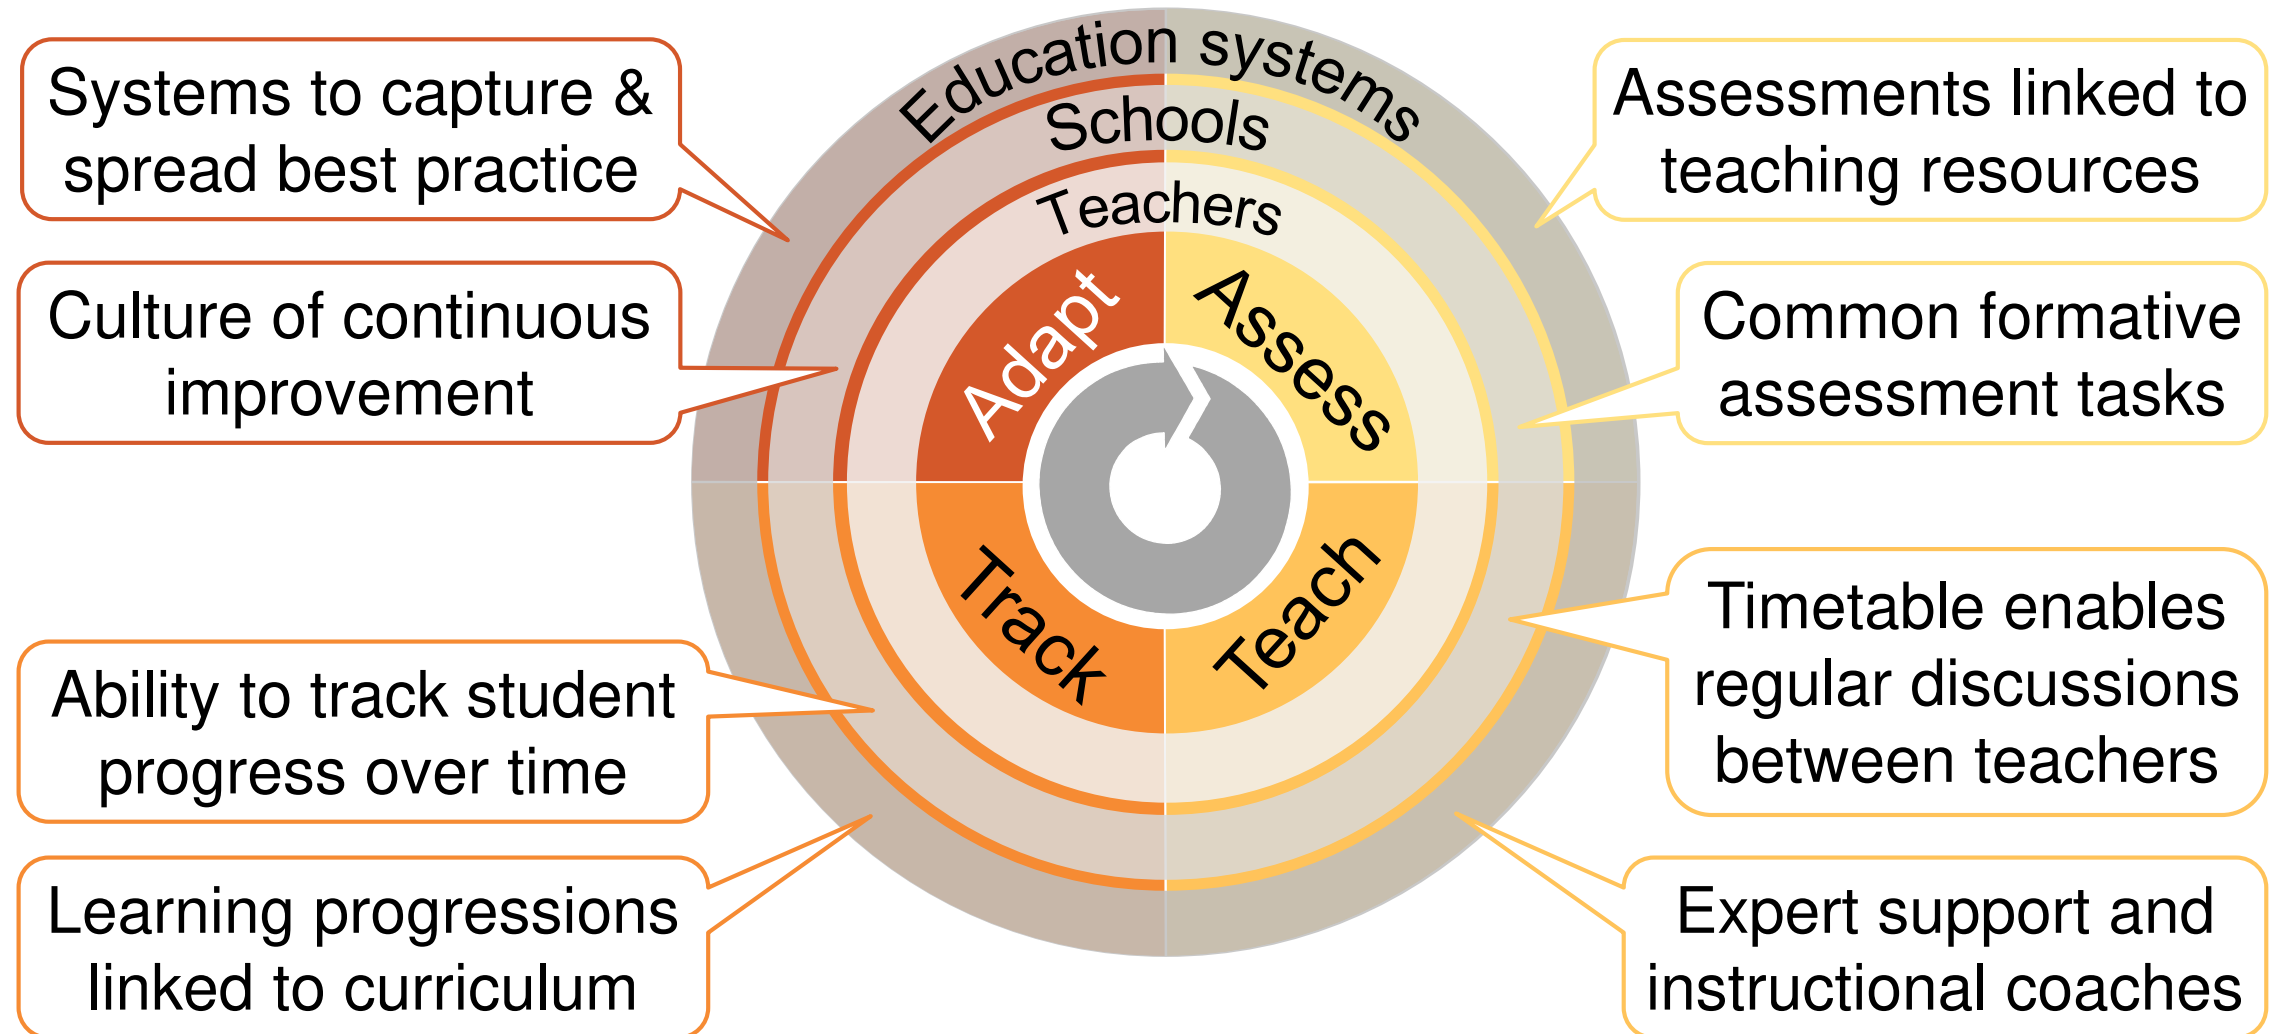 Education systems
Schools
Teachers
Adapt
Assess
Track
Teach
Systems to capture &
spread best practice
Culture of continuous
improvement
Ability to track student
progress over time
Learning progressions
linked to curriculum
Assessments linked to
teaching resources
Common formative
assessment tasks
Timetable enables
regular discussions
between teachers
Expert support and
instructional coaches